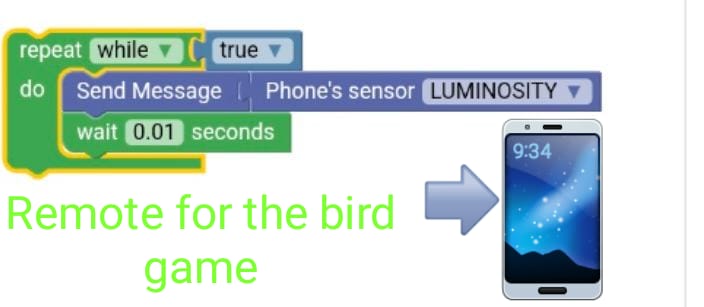 repeat while ▼ true ▼
do Send Message Phone's sensor LUMINOSITY ▼
wait 0.01 seconds
9:34
Remote for the bird
game